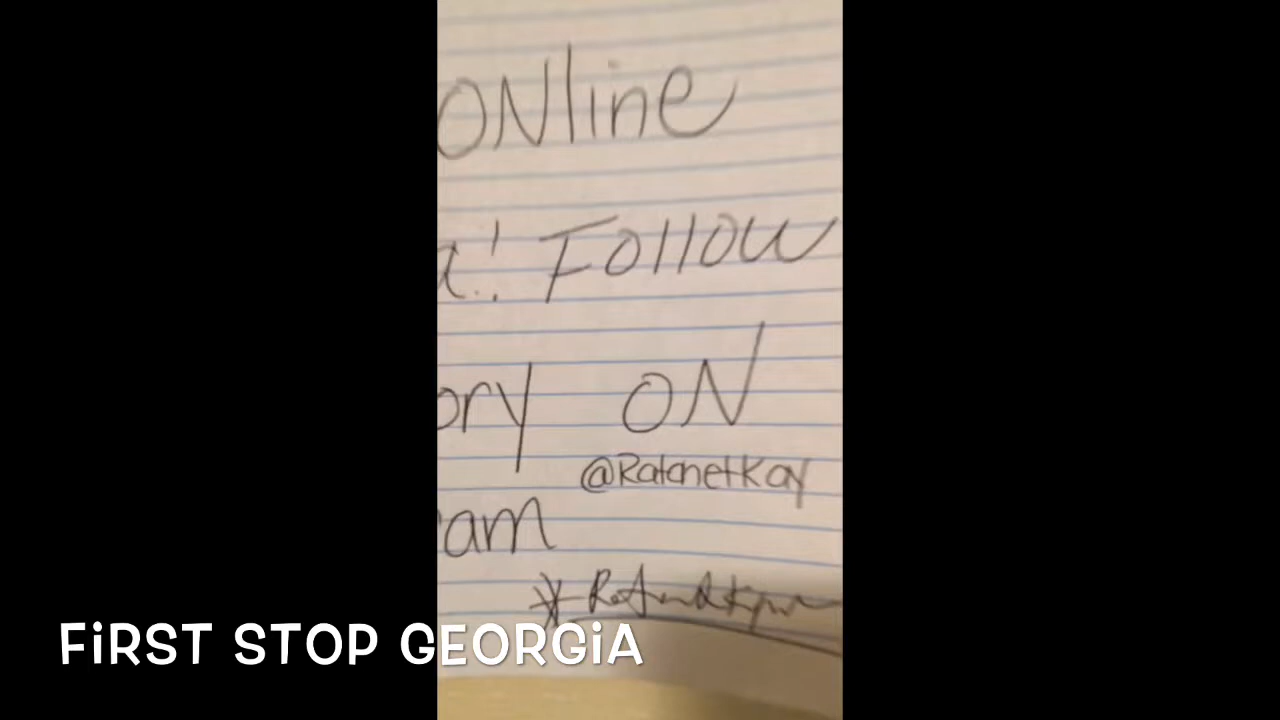 ONline
a! Follow
ory ON
@RatchetKay
am
FiRST STOP GEORGiA